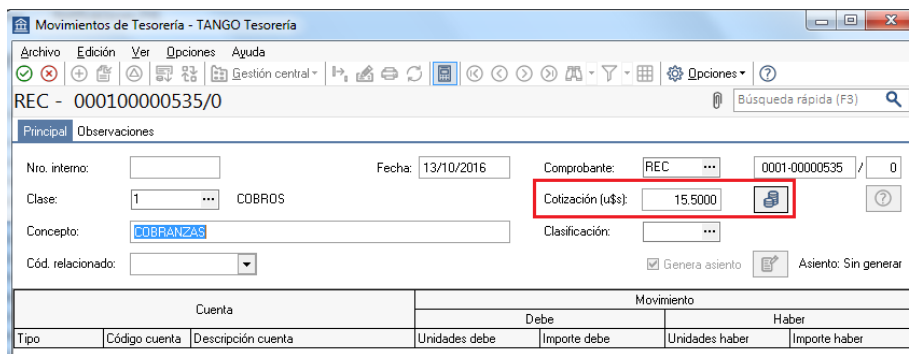 Movimientos de Tesorería - TANGO Tesorería
Archivo Edición Ver Opciones Ayuda
Gestión central Opciones
REC - 000100000535/0 Búsqueda rápida (F3)
Principal Observaciones
Nro. interno: Fecha: 13/10/2016 Comprobante: REC ... 0001-00000535 / 0
Clase: 1 ... COBROS Cotización (u$s): 15.5000
Concepto: COBRANZAS Clasificación: ...
Cód. relacionado: Genera asiento Asiento: Sin generar
Cuenta Movimiento
Debe Haber
Tipo Código cuenta Descripción cuenta Unidades debe Importe debe Unidades haber Importe haber